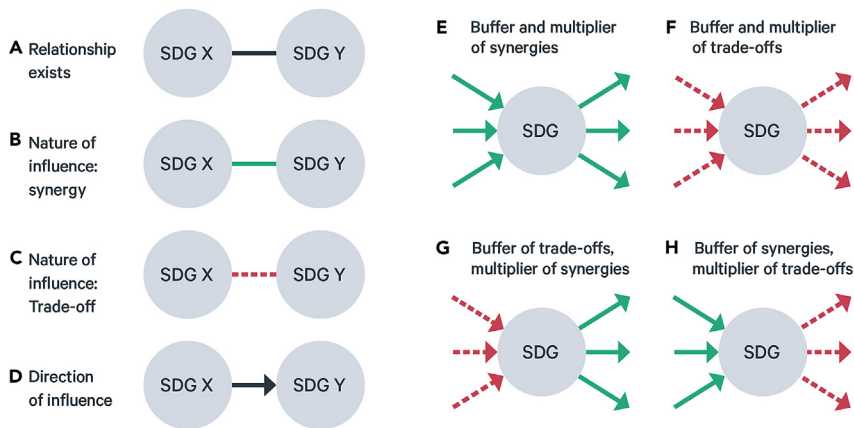 A Relationship
exists
SDG X
SDG Y
B Nature of
influence:
synergy
SDG X
SDG Y
C Nature of
influence:
Trade-off
SDG X
SDG Y
D Direction
of influence
SDG X
SDG Y
E Buffer and multiplier
of synergies
SDG
F Buffer and multiplier
of trade-offs
SDG
G Buffer of trade-offs,
multiplier of synergies
SDG
H Buffer of synergies,
multiplier of trade-offs
SDG